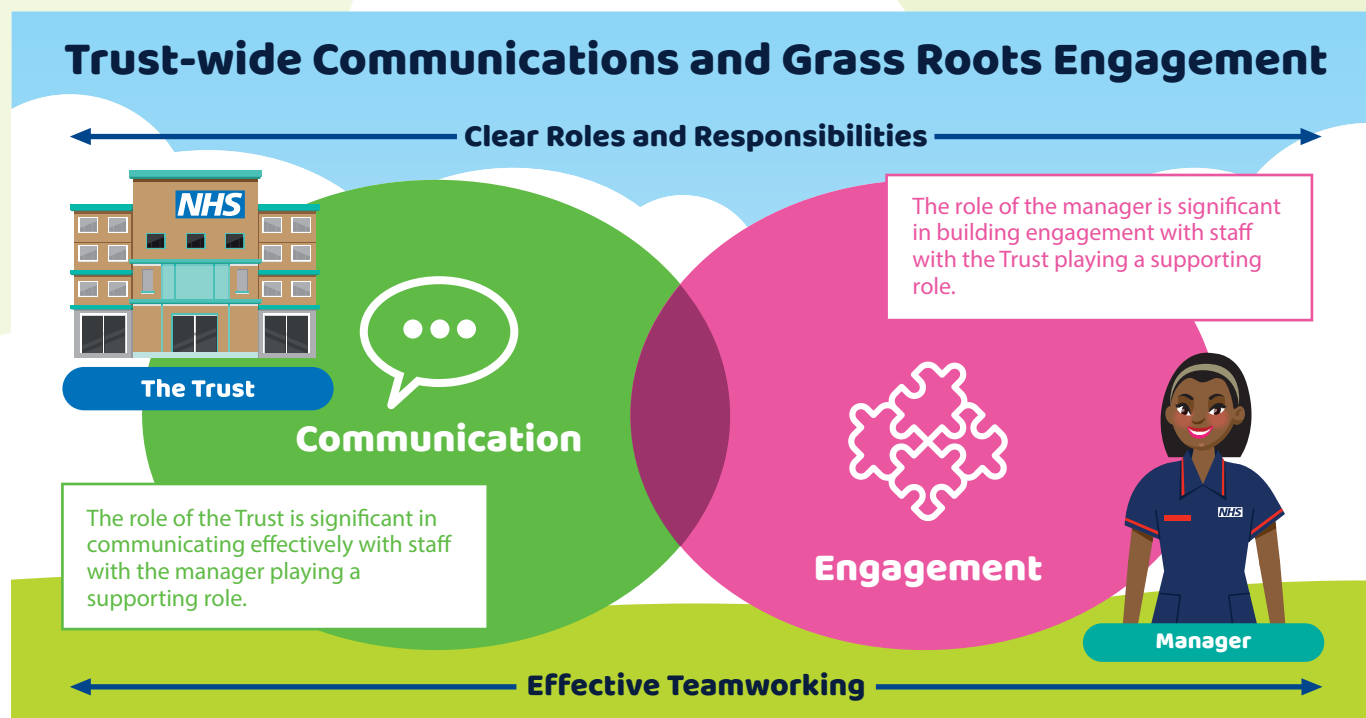 Trust-wide Communications and Grass Roots Engagement
Clear Roles and Responsibilities
NHS
The role of the manager is significant
in building engagement with staff
with the Trust playing a supporting
role.
The Trust
Communication
The role of the Trust is significant in
communicating effectively with staff
with the manager playing a
supporting role.
Engagement
NHS
Manager
Effective Teamworking